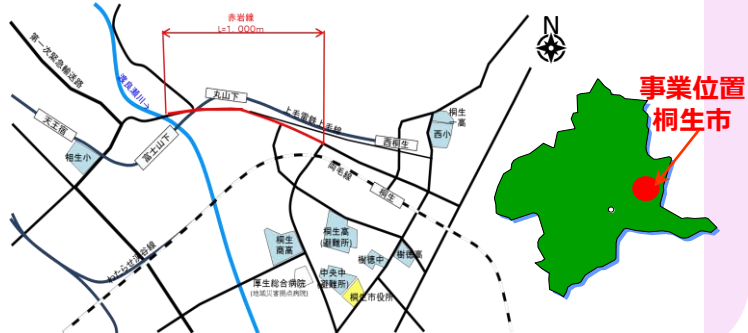 赤岩線
L=1,000m
N
第一次緊急輸送路
渡良瀬川→
丸山下
上毛電鉄上毛線
天王宿
富士山下
相生小
西桐生
桐生
一高
西小
事業位置
桐生市
両毛線
桐生
わたらせ渓谷線
桐生
商高
桐生高
(避難所)
樹徳中
樹徳高
厚生総合病院
(地域災害拠点病院)
中央中
(避難所)
桐生市役所